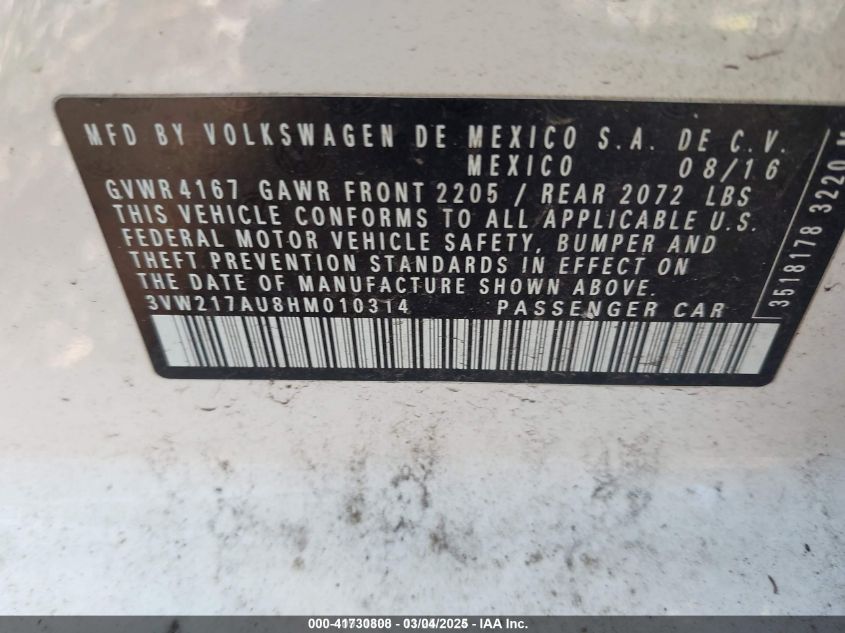 MFD BY VOLKSWAGEN DE MEXICO S.A. DE C.V.
MEXICO 08/16
GVWR 4167 GAWR FRONT 2205 / REAR 2072 LBS
THIS VEHICLE CONFORMS TO ALL APPLICABLE U.S.
FEDERAL MOTOR VEHICLE SAFETY, BUMPER AND
THEFT PREVENTION STANDARDS IN EFFECT ON
THE DATE OF MANUFACTURE SHOWN ABOVE.
3VW217AU8HM010314 PASSENGER CAR
3518178 3220
000-41730808 - 03/04/2025 - IAA Inc.